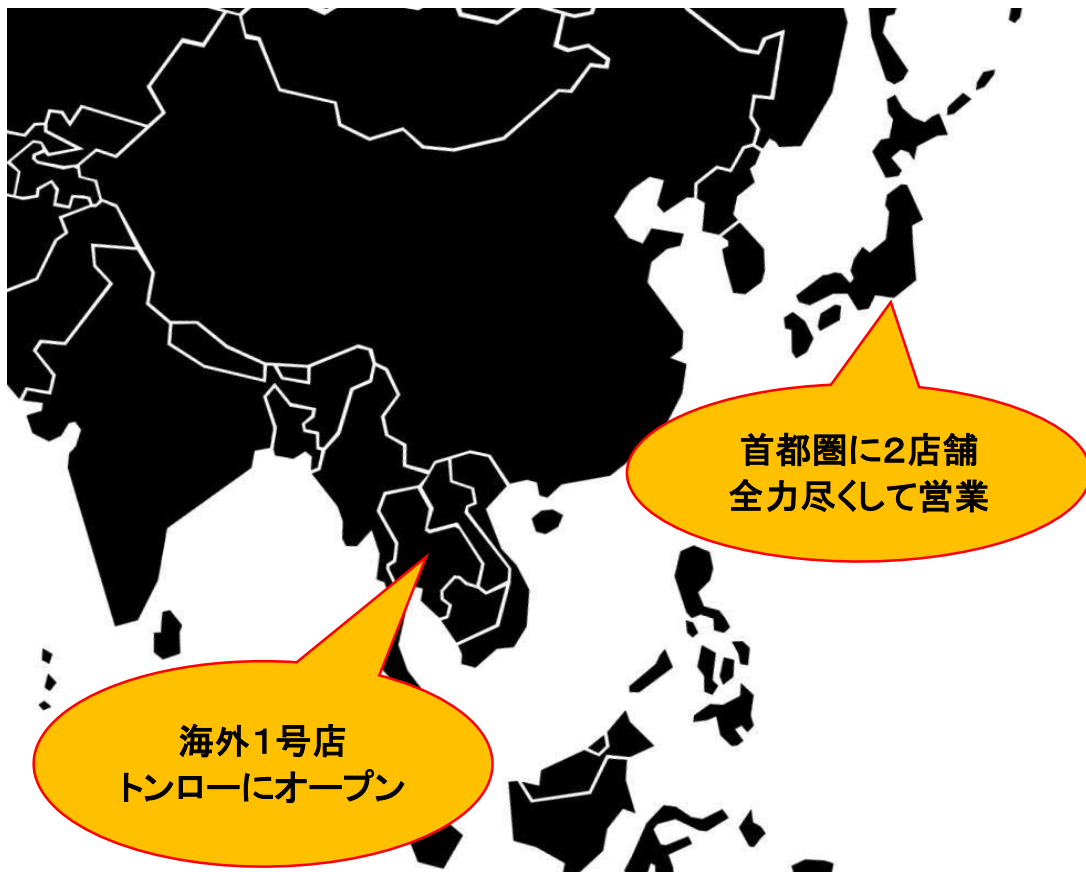 首都圏に２店舗
全力尽くして営業
海外１号店
トンローにオープン